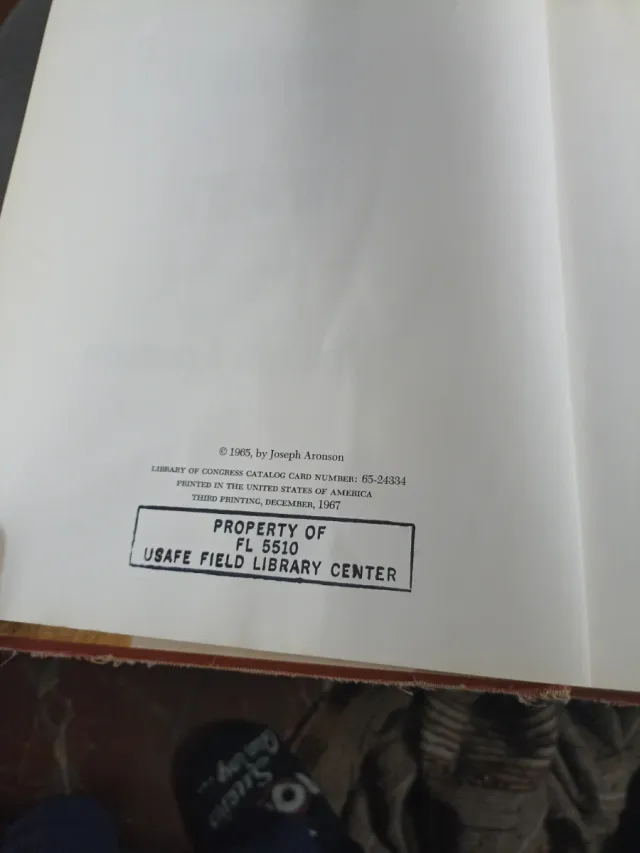 © 1965, by Joseph Aronson
LIBRARY OF CONGRESS CATALOG CARD NUMBER: 65-24334
PRINTED IN THE UNITED STATES OF AMERICA
THIRD PRINTING, DECEMBER, 1967
PROPERTY OF
FL 5510
USAFE FIELD LIBRARY CENTER